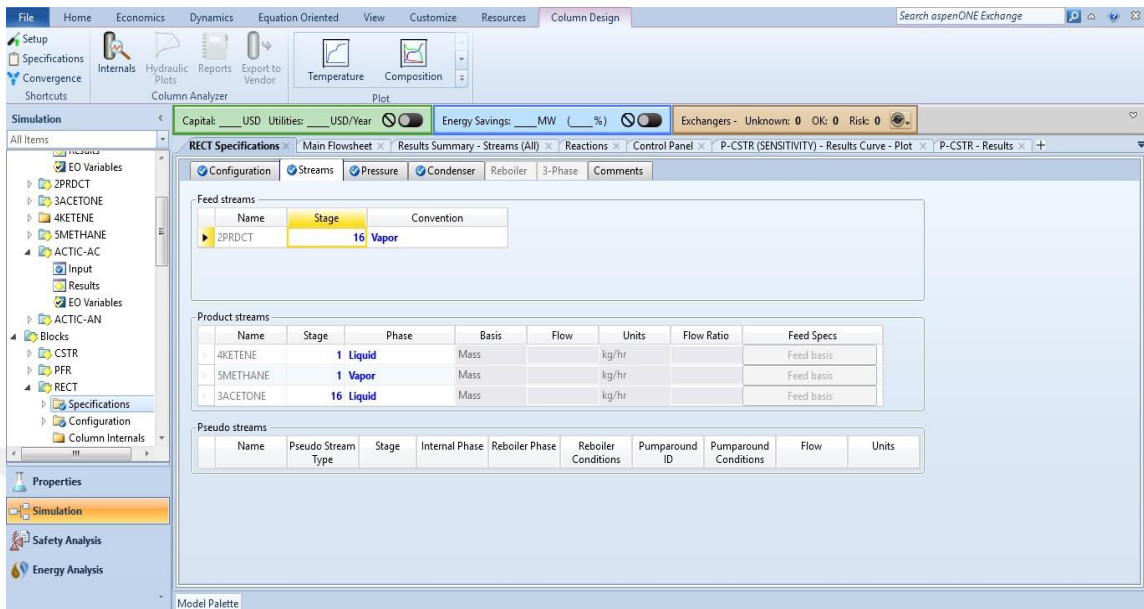 File Home Economics Dynamics Equation Oriented View Customize Resources Column Design Search aspenONE Exchange
Setup
Specifications
Convergence
Shortcuts
Internals Hydraulic Plots Reports Export to Vendor
Column Analyzer
Temperature Composition
Plot
Simulation
All Items
Capital: ____USD Utilities: ____USD/Year Energy Savings: ____MW (____%) Exchangers - Unknown: 0 OK: 0 Risk: 0
RECT Specifications × Main Flowsheet × Results Summary - Streams (All) × Reactions × Control Panel × P-CSTR (SENSITIVITY) - Results Curve - Plot × P-CSTR - Results × +
Results
EO Variables
2PRDCT
3ACETONE
4KETENE
5METHANE
ACTIC-AC
Input
Results
EO Variables
ACTIC-AN
Blocks
CSTR
PFR
RECT
Specifications
Configuration
Column Internals
Properties
Simulation
Safety Analysis
Energy Analysis
Configuration Streams Pressure Condenser Reboiler 3-Phase Comments
Feed streams
Name Stage Convention
2PRDCT 16 Vapor
Product streams
Name Stage Phase Basis Flow Units Flow Ratio Feed Specs
4KETENE 1 Liquid Mass kg/hr Feed basis
5METHANE 1 Vapor Mass kg/hr Feed basis
3ACETONE 16 Liquid Mass kg/hr Feed basis
Pseudo streams
Name Pseudo Stream Type Stage Internal Phase Reboiler Phase Reboiler Conditions Pumparound ID Pumparound Conditions Flow Units
Model Palette